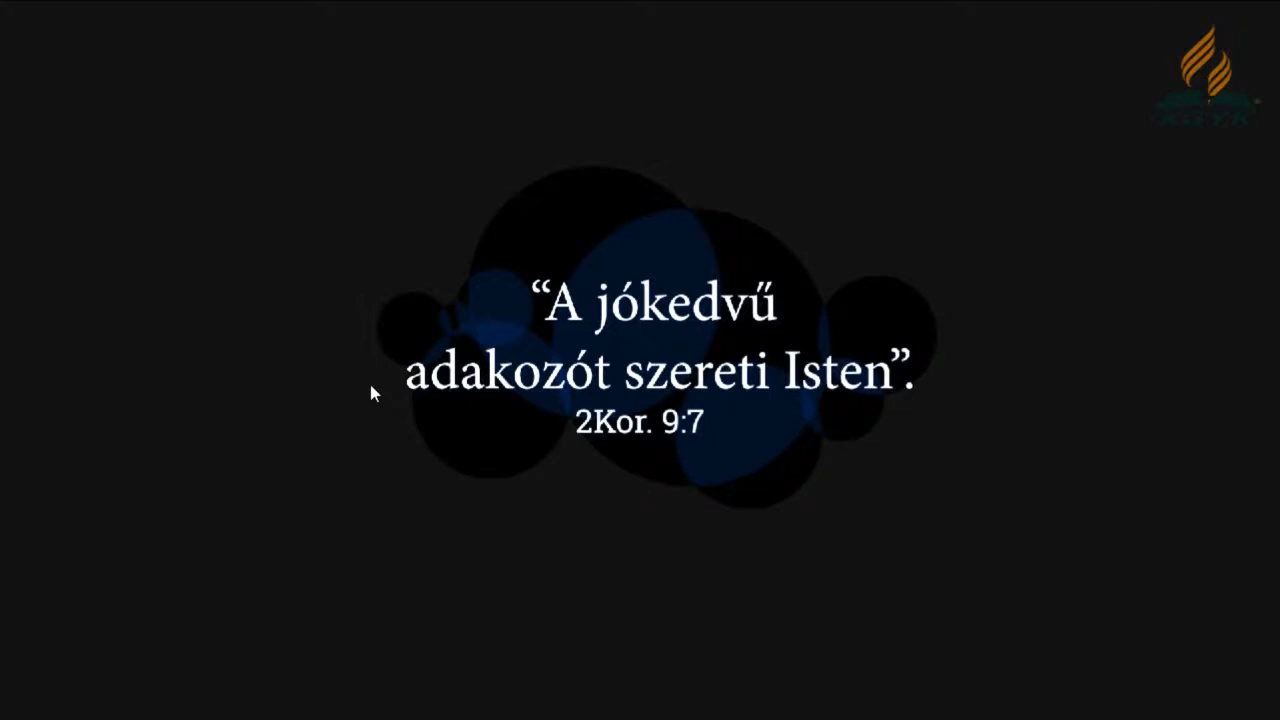 “A jókedvű
adakozót szereti Isten”.
2Kor. 9:7